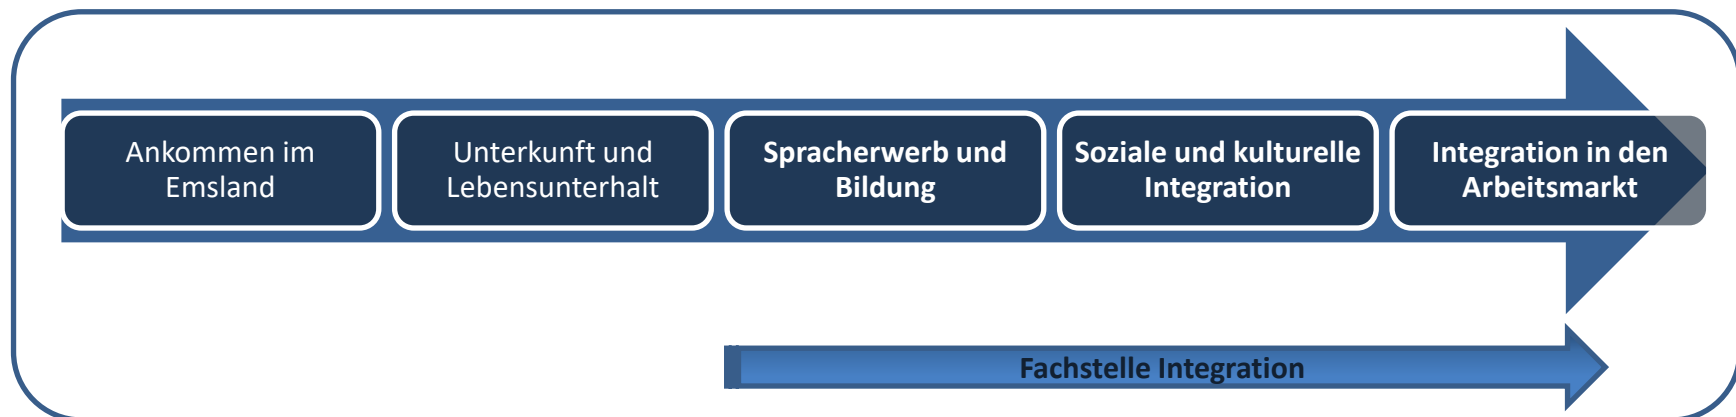 Ankommen im
Emsland
Unterkunft und
Lebensunterhalt
Spracherwerb und
Bildung
Soziale und kulturelle
Integration
Integration in den
Arbeitsmarkt
Fachstelle Integration